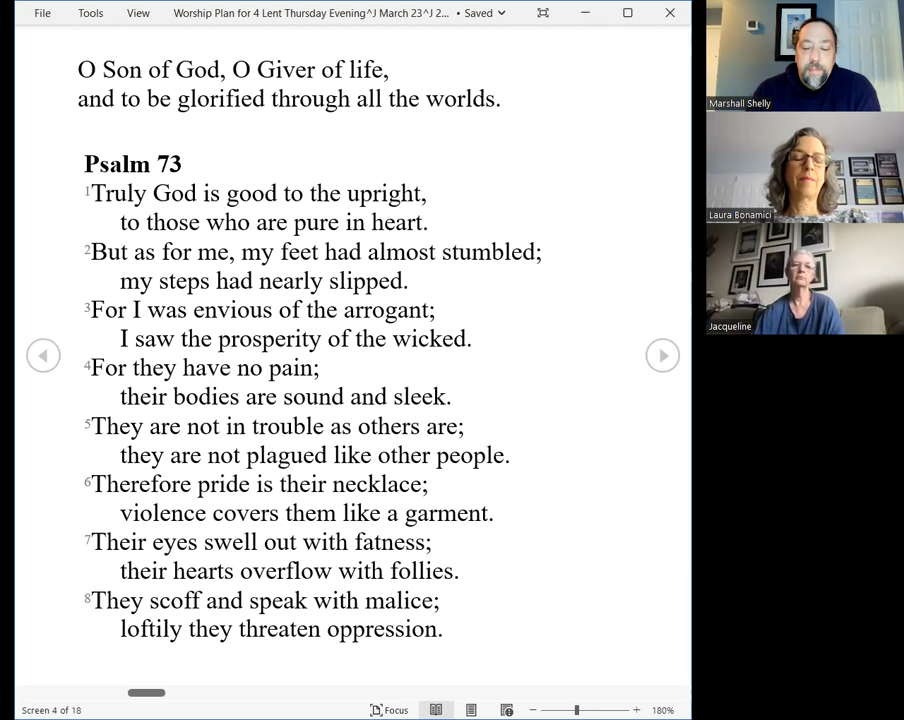 File Tools View Worship Plan for 4 Lent Thursday Evening^J March 23^J 2... • Saved
O Son of God, O Giver of life,
and to be glorified through all the worlds.
Psalm 73
1Truly God is good to the upright,
to those who are pure in heart.
2But as for me, my feet had almost stumbled;
my steps had nearly slipped.
3For I was envious of the arrogant;
I saw the prosperity of the wicked.
4For they have no pain;
their bodies are sound and sleek.
5They are not in trouble as others are;
they are not plagued like other people.
6Therefore pride is their necklace;
violence covers them like a garment.
7Their eyes swell out with fatness;
their hearts overflow with follies.
8They scoff and speak with malice;
loftily they threaten oppression.
Screen 4 of 18 Focus 180%
Marshall Shelly
Laura Bonamici
Jacqueline